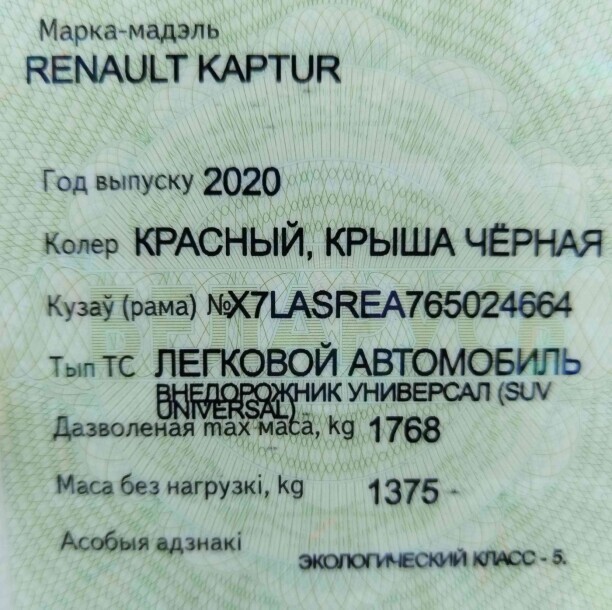 Марка-мадэль
RENAULT KAPTUR
Год выпуску 2020
Колер КРАСНЫЙ, КРЫША ЧЁРНАЯ
Кузаў (рама) №X7LASREA765024664
Тып ТС ЛЕГКОВОЙ АВТОМОБИЛЬ
ВНЕДОРОЖНИК УНИВЕРСАЛ (SUV
UNIVERSAL)
Дазволеная max маса, kg 1768
Маса без нагрузкі, kg 1375 -
Асобыя адзнакі
ЭКОЛОГИЧЕСКИЙ КЛАСС - 5.
БЕЛАРУСЬ